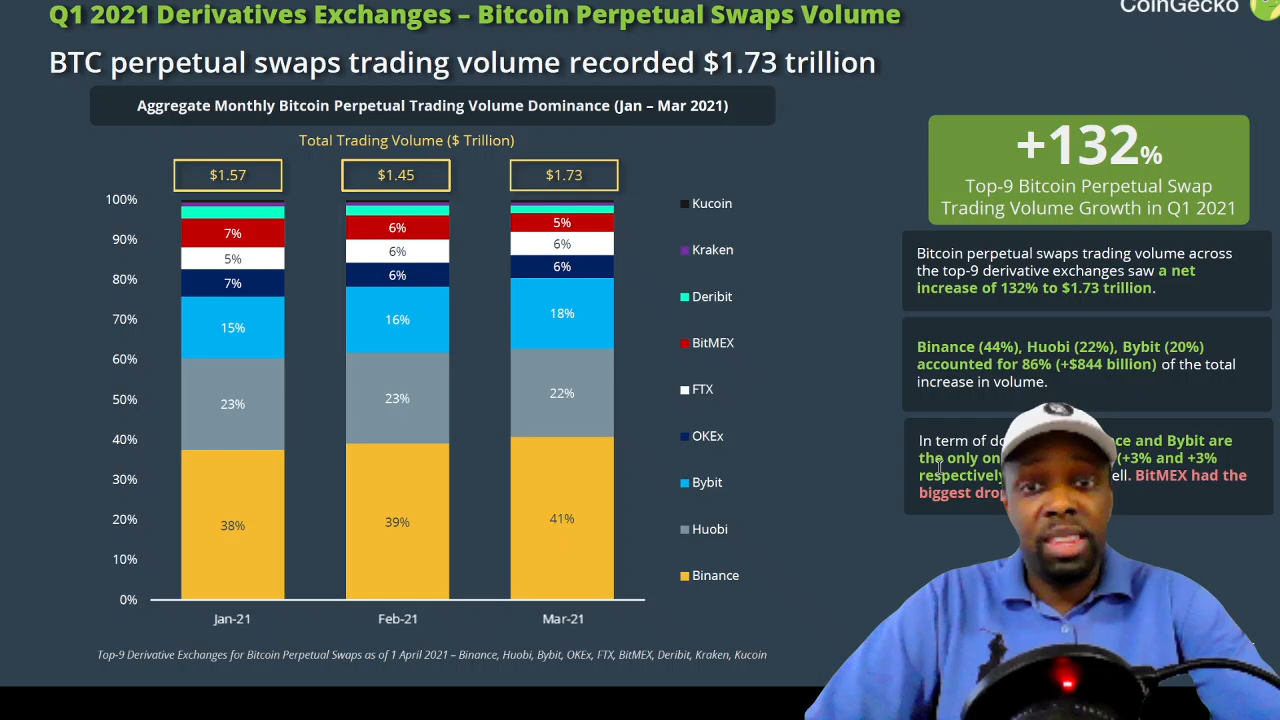 Q1 2021 Derivatives Exchanges – Bitcoin Perpetual Swaps Volume
CoinGecko
BTC perpetual swaps trading volume recorded $1.73 trillion
Aggregate Monthly Bitcoin Perpetual Trading Volume Dominance (Jan – Mar 2021)
Total Trading Volume ($ Trillion)
$1.57 $1.45 $1.73
100%
90%
80%
70%
60%
50%
40%
30%
20%
10%
0%
7% 6% 5%
5% 6% 6%
7% 6% 6%
15% 16% 18%
23% 23% 22%
38% 39% 41%
Jan-21 Feb-21 Mar-21
Kucoin
Kraken
Deribit
BitMEX
FTX
OKEx
Bybit
Huobi
Binance
Top-9 Derivative Exchanges for Bitcoin Perpetual Swaps as of 1 April 2021 – Binance, Huobi, Bybit, OKEx, FTX, BitMEX, Deribit, Kraken, Kucoin
+132%
Top-9 Bitcoin Perpetual Swap
Trading Volume Growth in Q1 2021
Bitcoin perpetual swaps trading volume across
the top-9 derivative exchanges saw a net
increase of 132% to $1.73 trillion.
Binance (44%), Huobi (22%), Bybit (20%)
accounted for 86% (+$844 billion) of the total
increase in volume.
In term of and Bybit are
the only (+3% and +3%
respectively BitMEX had the
biggest